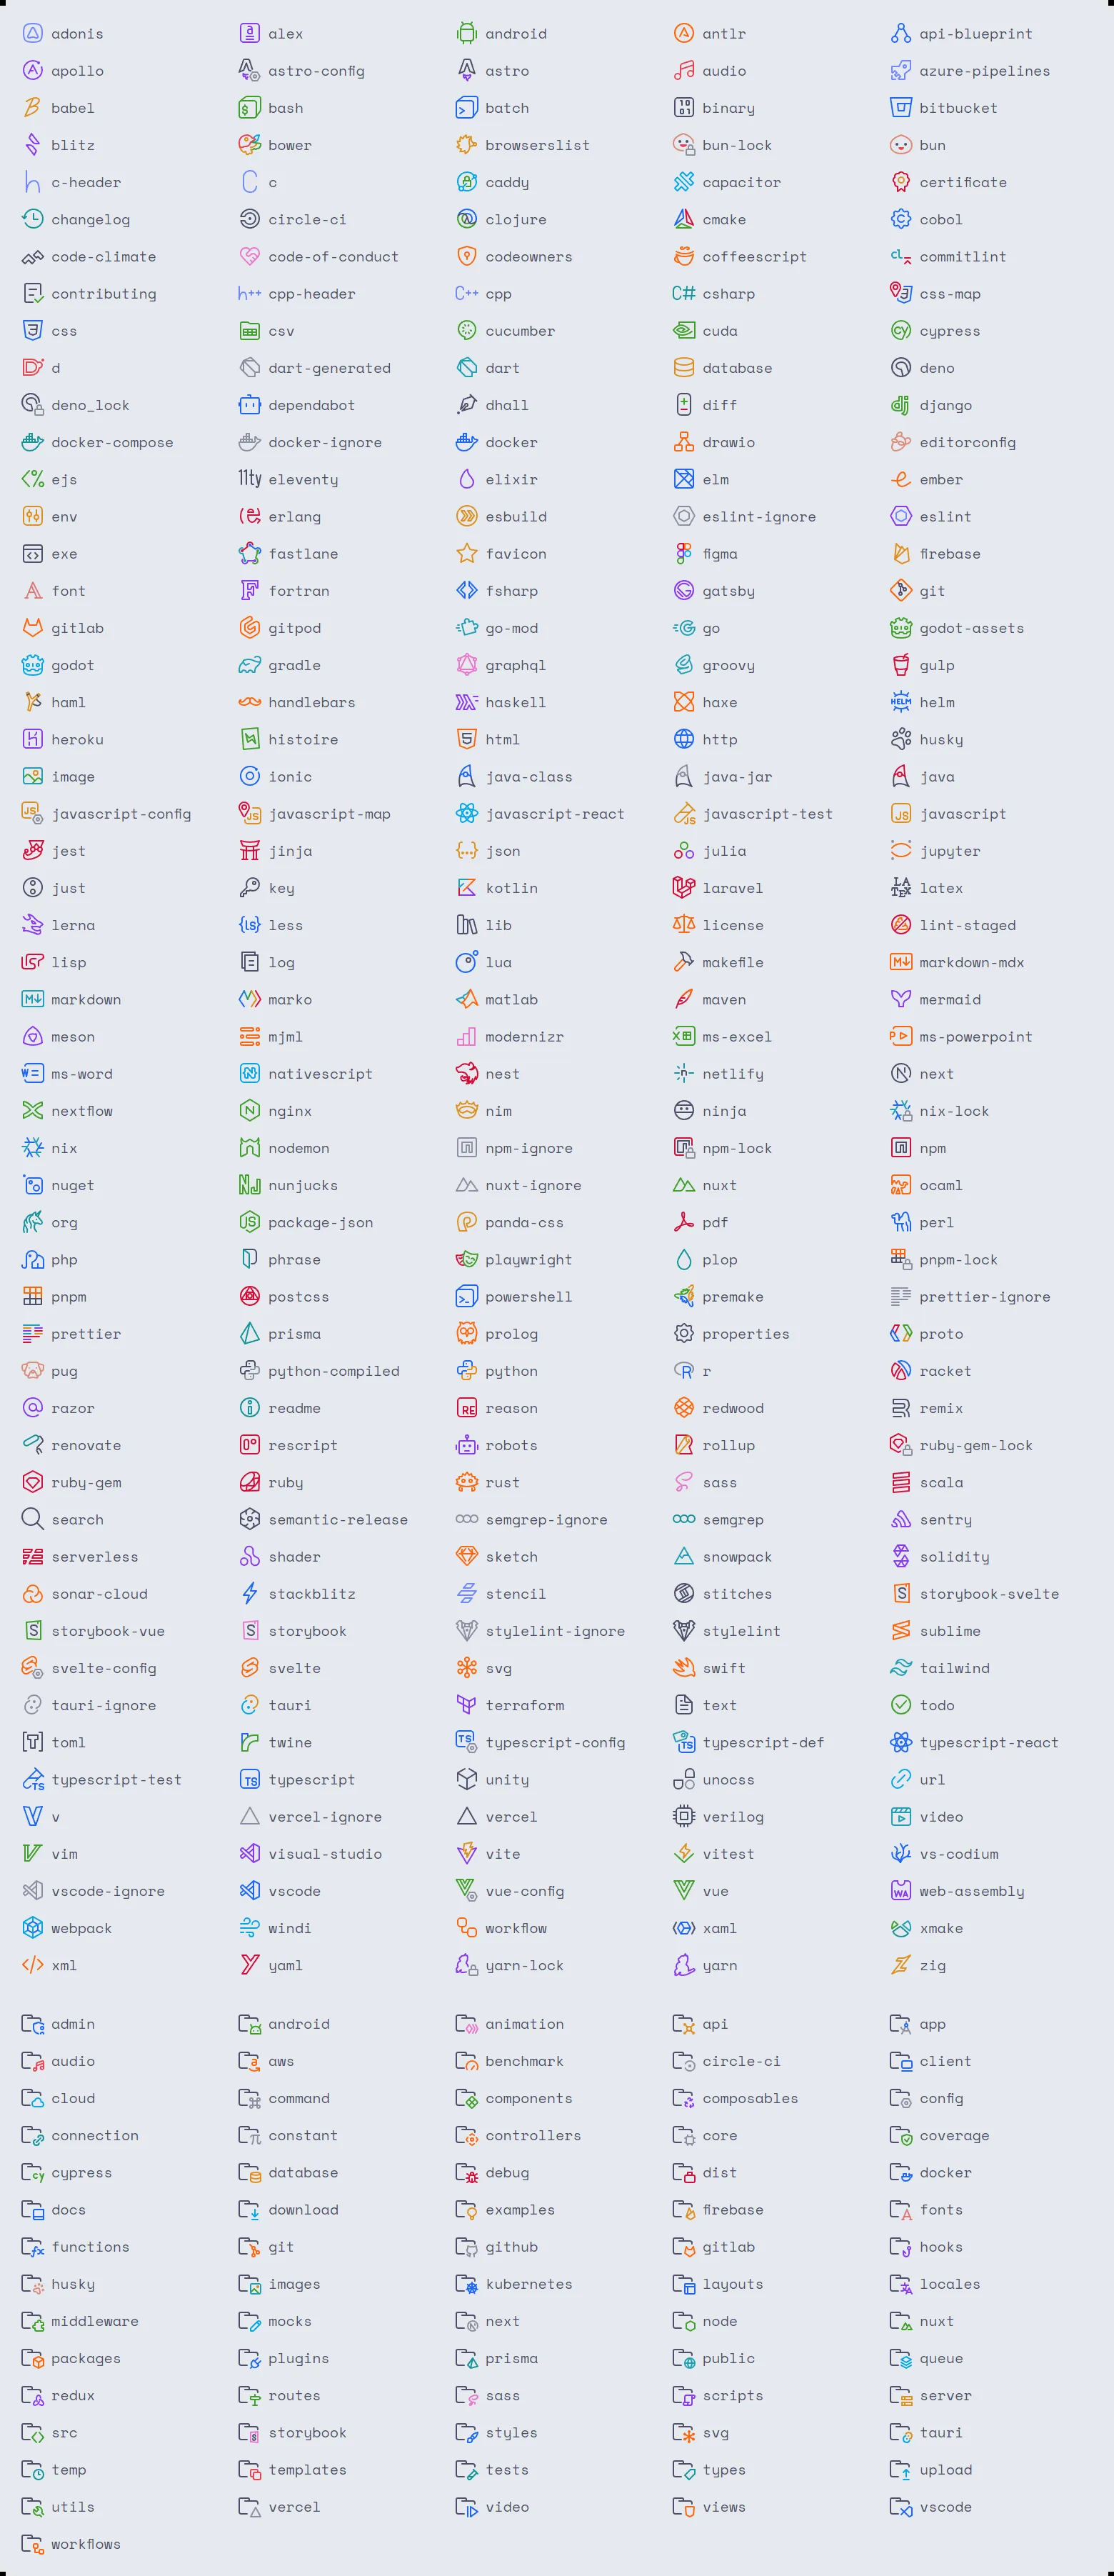 adonis alex android antlr api-blueprint
apollo astro-config astro audio azure-pipelines
babel bash batch binary bitbucket
blitz bower browserslist bun-lock bun
c-header c caddy capacitor certificate
changelog circle-ci clojure cmake cobol
code-climate code-of-conduct codeowners coffeescript commitlint
contributing cpp-header cpp csharp css-map
css csv cucumber cuda cypress
d dart-generated dart database deno
deno_lock dependabot dhall diff django
docker-compose docker-ignore docker drawio editorconfig
ejs eleventy elixir elm ember
env erlang esbuild eslint-ignore eslint
exe fastlane favicon figma firebase
font fortran fsharp gatsby git
gitlab gitpod go-mod go godot-assets
godot gradle graphql groovy gulp
haml handlebars haskell haxe helm
heroku histoire html http husky
image ionic java-class java-jar java
javascript-config javascript-map javascript-react javascript-test javascript
jest jinja json julia jupyter
just key kotlin laravel latex
lerna less lib license lint-staged
lisp log lua makefile markdown-mdx
markdown marko matlab maven mermaid
meson mjml modernizr ms-excel ms-powerpoint
ms-word nativescript nest netlify next
nextflow nginx nim ninja nix-lock
nix nodemon npm-ignore npm-lock npm
nuget nunjucks nuxt-ignore nuxt ocaml
org package-json panda-css pdf perl
php phrase playwright plop pnpm-lock
pnpm postcss powershell premake prettier-ignore
prettier prisma prolog properties proto
pug python-compiled python r racket
razor readme reason redwood remix
renovate rescript robots rollup ruby-gem-lock
ruby-gem ruby rust sass scala
search semantic-release semgrep-ignore semgrep sentry
serverless shader sketch snowpack solidity
sonar-cloud stackblitz stencil stitches storybook-svelte
storybook-vue storybook stylelint-ignore stylelint sublime
svelte-config svelte svg swift tailwind
tauri-ignore tauri terraform text todo
toml twine typescript-config typescript-def typescript-react
typescript-test typescript unity unocss url
v vercel-ignore vercel verilog video
vim visual-studio vite vitest vs-codium
vscode-ignore vscode vue-config vue web-assembly
webpack windi workflow xaml xmake
xml yaml yarn-lock yarn zig
admin android animation api app
audio aws benchmark circle-ci client
cloud command components composables config
connection constant controllers core coverage
cypress database debug dist docker
docs download examples firebase fonts
functions git github gitlab hooks
husky images kubernetes layouts locales
middleware mocks next node nuxt
packages plugins prisma public queue
redux routes sass scripts server
src storybook styles svg tauri
temp templates tests types upload
utils vercel video views vscode
workflows